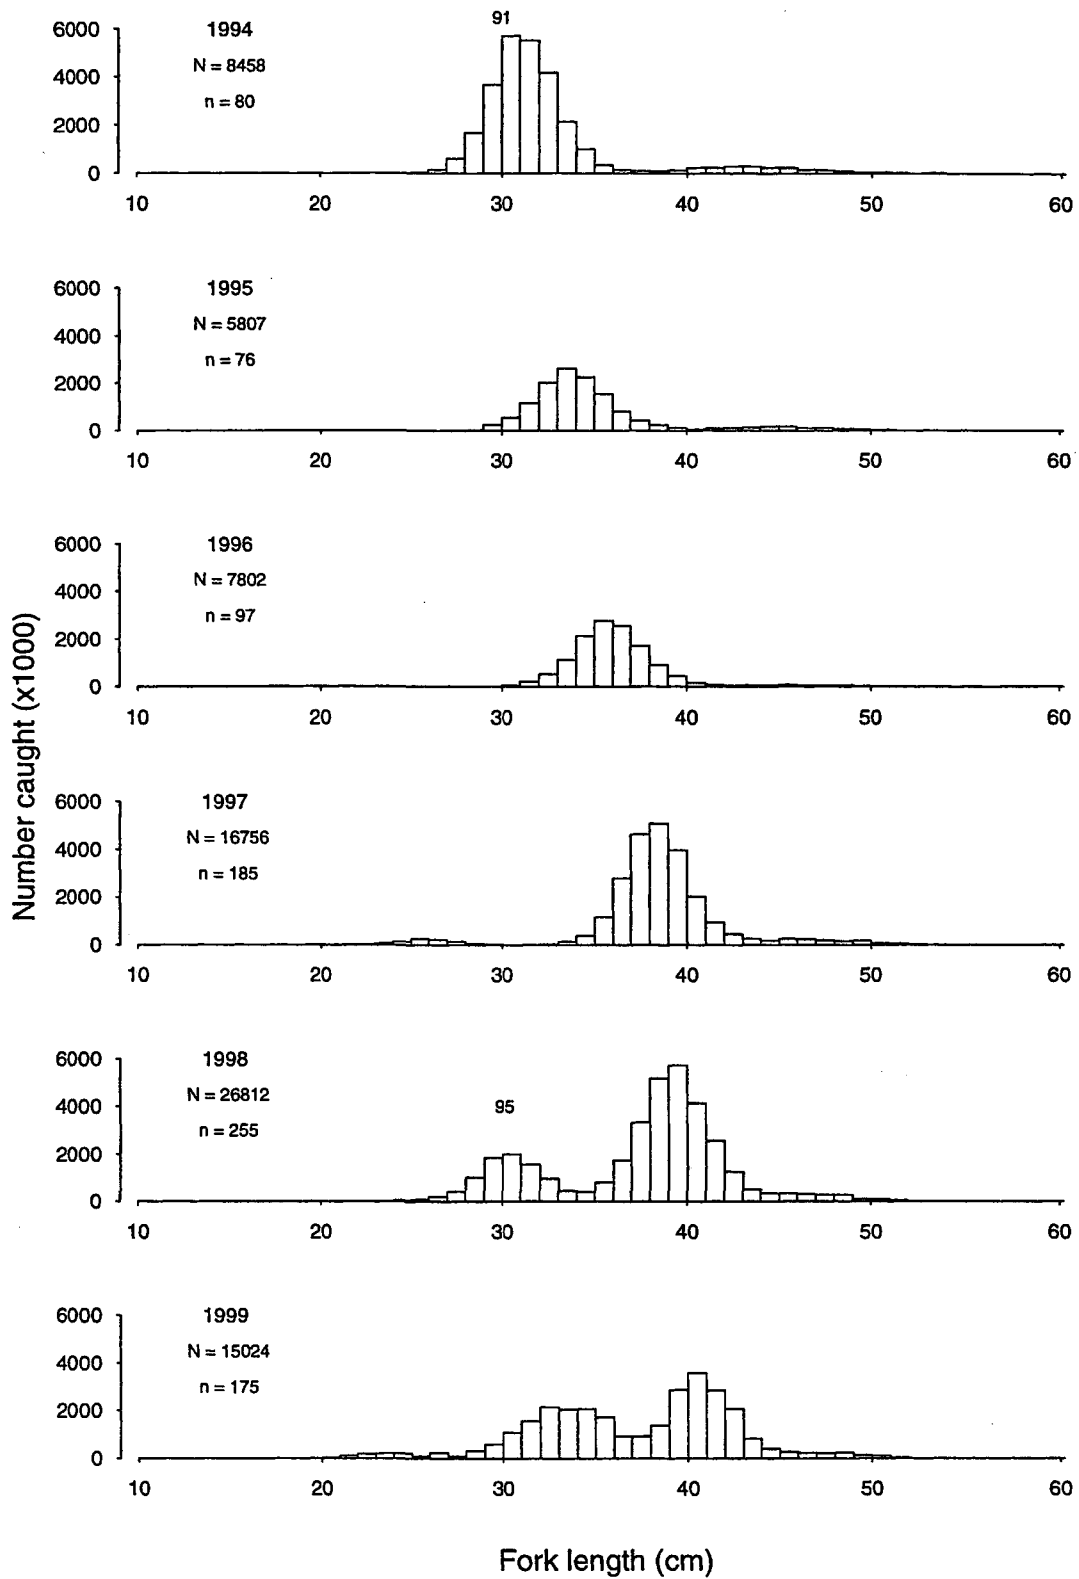 Number caught (x1000)
91
6000
1994
N = 8458
4000
n = 80
2000
0
10 20 30 40 50 60
6000
1995
N = 5807
4000
n = 76
2000
0
10 20 30 40 50 60
6000
1996
N = 7802
4000
n = 97
2000
0
10 20 30 40 50 60
6000
1997
N = 16756
4000
n = 185
2000
0
10 20 30 40 50 60
6000
1998
N = 26812
4000
95
n = 255
2000
0
10 20 30 40 50 60
6000
1999
N = 15024
4000
n = 175
2000
0
10 20 30 40 50 60
Fork length (cm)